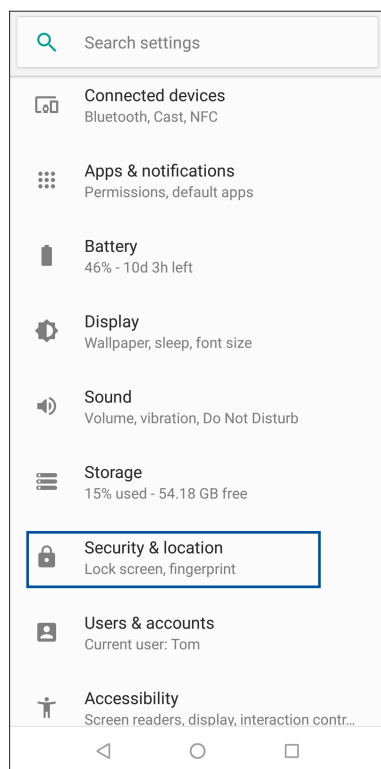 Search settings
Connected devices
Bluetooth, Cast, NFC
Apps & notifications
Permissions, default apps
Battery
46% - 10d 3h left
Display
Wallpaper, sleep, font size
Sound
Volume, vibration, Do Not Disturb
Storage
15% used - 54.18 GB free
Security & location
Lock screen, fingerprint
Users & accounts
Current user: Tom
Accessibility
Screen readers, display, interaction contr...